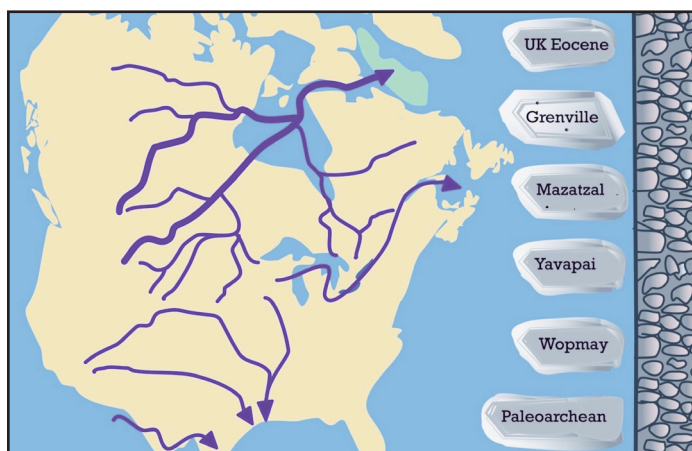 UK Eocene
Grenville
Mazatzal
Yavapai
Wopmay
Paleoarchean